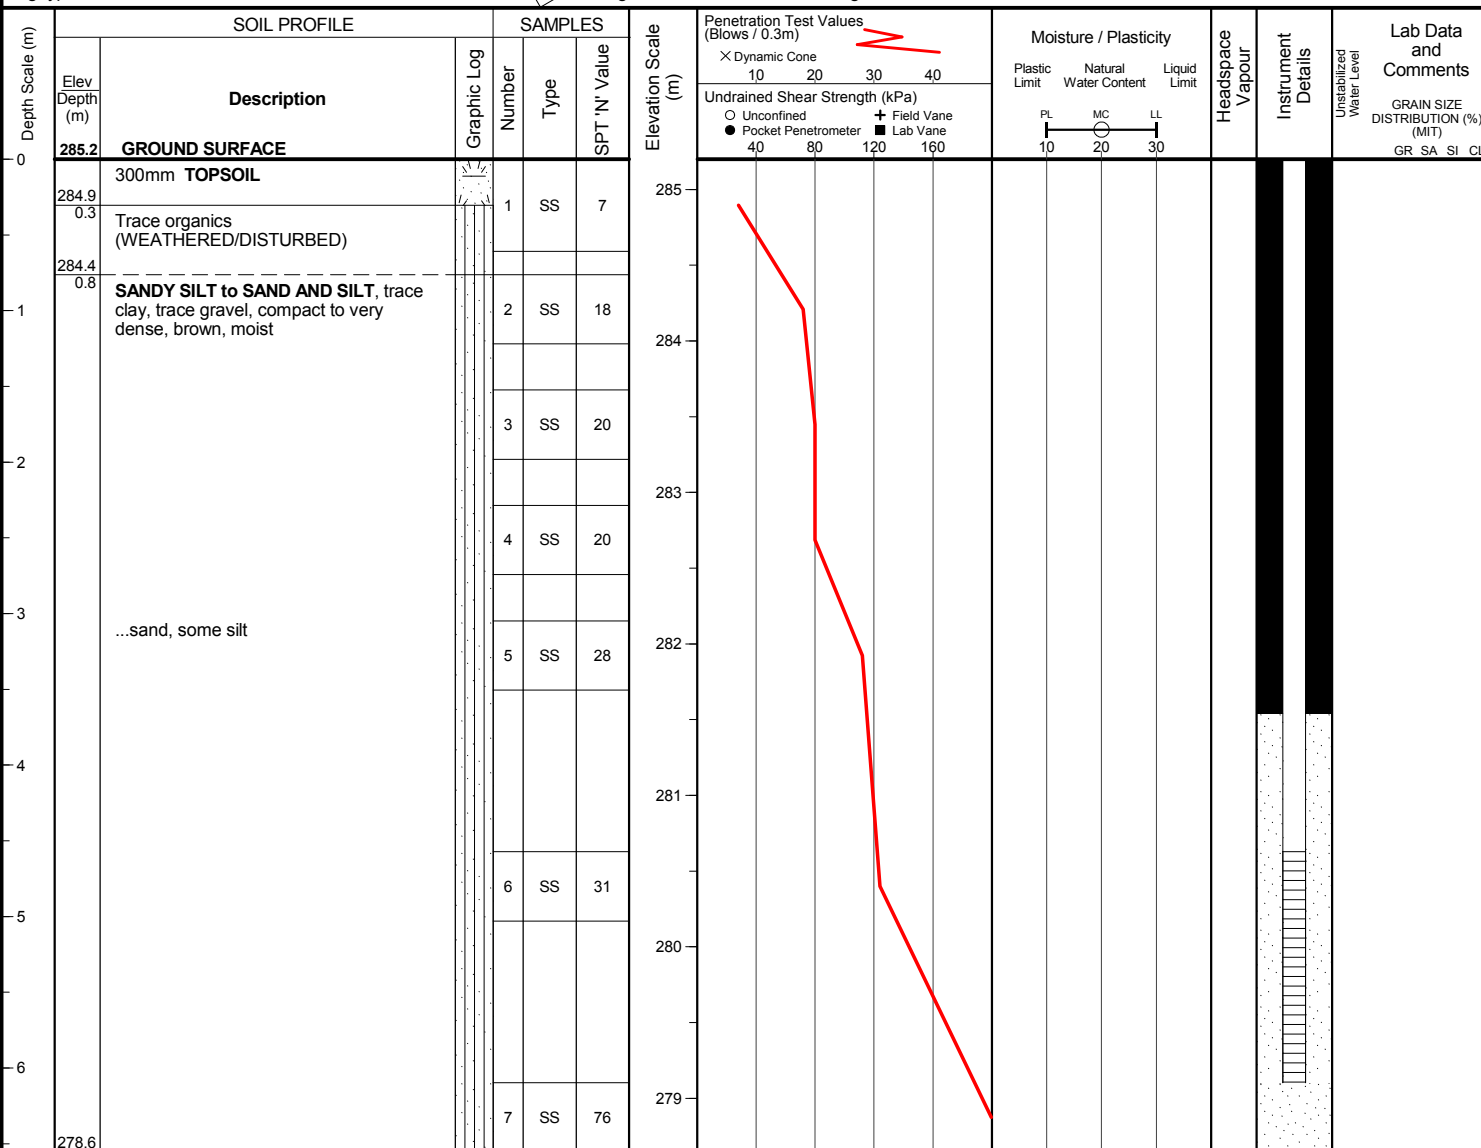 SOIL PROFILE
SAMPLES
Depth Scale (m)
Elev
Depth
(m)
Description
Graphic Log
Number
Type
SPT 'N' Value
Elevation Scale
(m)
Penetration Test Values
(Blows / 0.3m)
Dynamic Cone
10 20 30 40
Undrained Shear Strength (kPa)
Unconfined Field Vane
Pocket Penetrometer Lab Vane
40 80 120 160
Moisture / Plasticity
Plastic Natural Liquid
Limit Water Content Limit
PL MC LL
10 20 30
Headspace
Vapour
Instrument
Details
Unstabilized
Water Level
Lab Data
and
Comments
GRAIN SIZE
DISTRIBUTION (%)
(MIT)
GR SA SI CL
285.2 GROUND SURFACE
0
300mm TOPSOIL
284.9
0.3
Trace organics
(WEATHERED/DISTURBED)
1 SS 7
285
284.4
0.8
SANDY SILT to SAND AND SILT, trace
clay, trace gravel, compact to very
dense, brown, moist
1
2 SS 18
284
3 SS 20
2
283
4 SS 20
3
...sand, some silt
282
5 SS 28
4
281
6 SS 31
5
280
6
279
7 SS 76
278.6